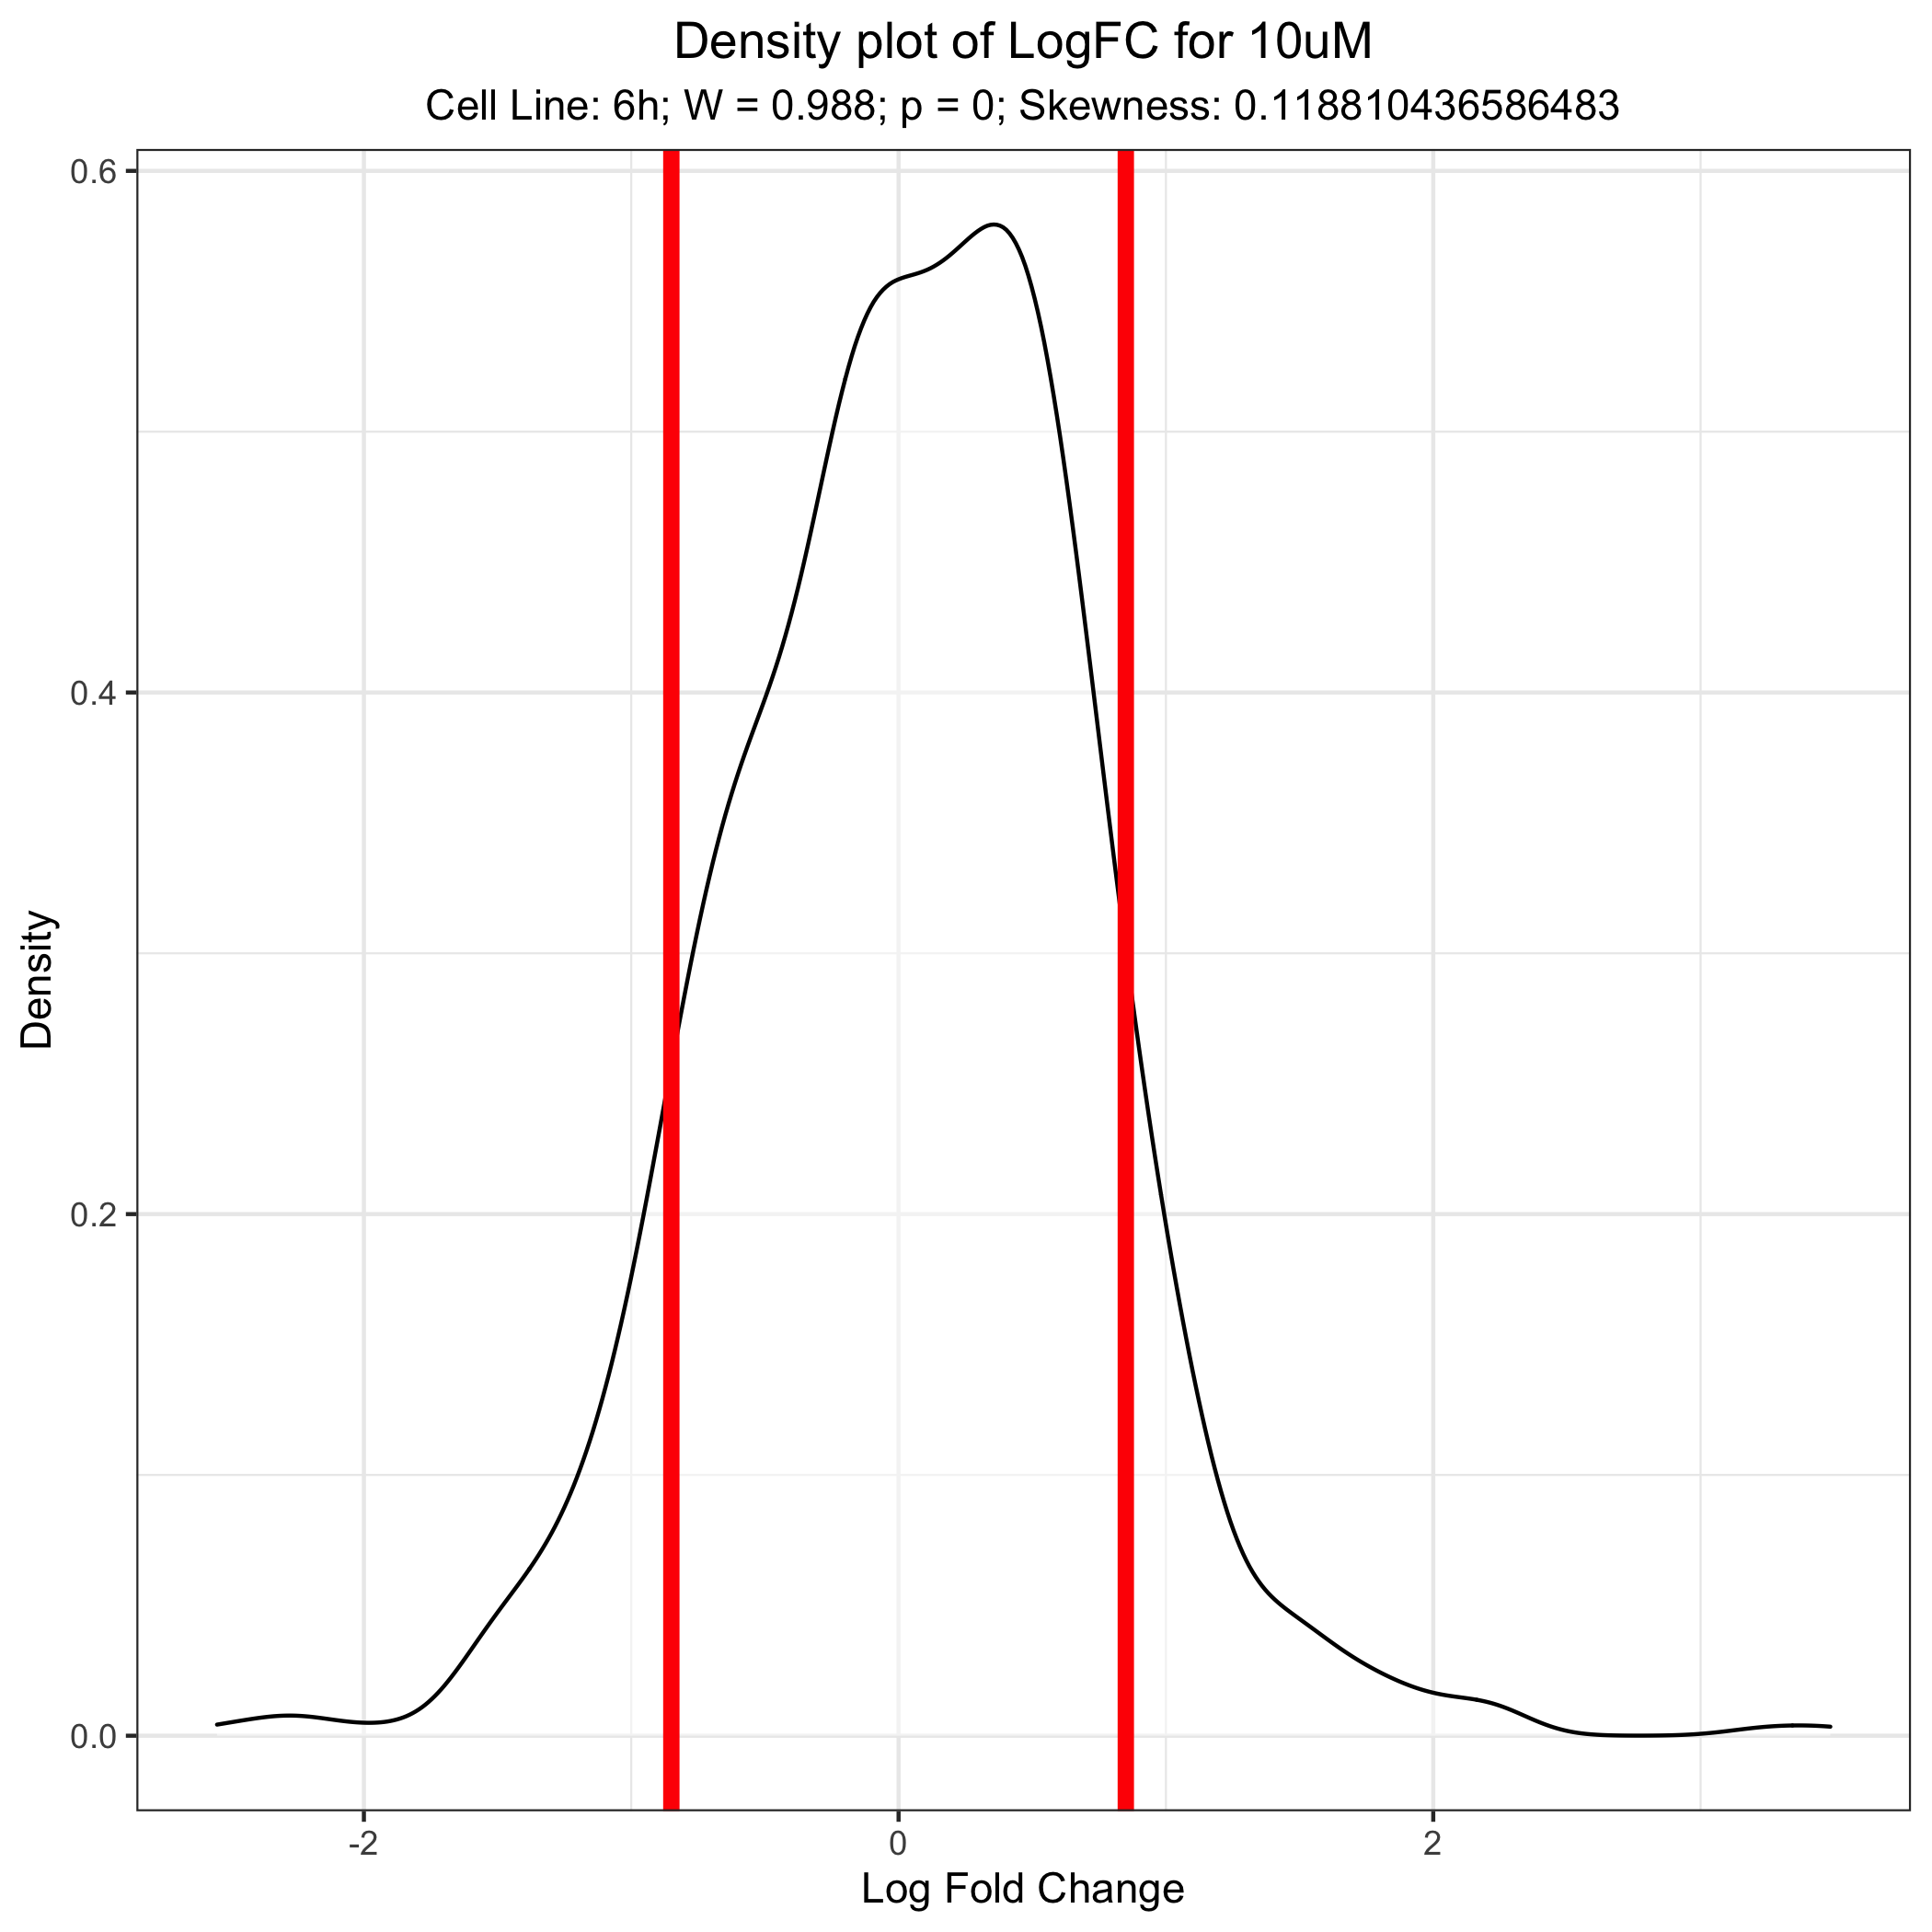 Density plot of LogFC for 10uM
Cell Line: 6h; W = 0.988; p = 0; Skewness: 0.118810436586483
0.6
0.4
0.2
0.0
Density
-2
0
2
Log Fold Change